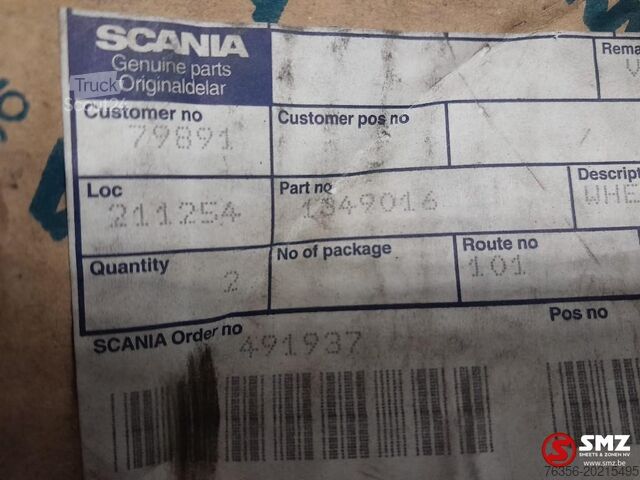 SCANIA
Genuine parts
Originaldelar
Truck
Scout24
Customer no
79891
Customer pos no
Loc
211254
Part no
1349016
Quantity
2
No of package
Route no
101
SCANIA Order no
491937
Pos no
SMZ
SHEETS & ZONEN NV
www.smz.be
76356-20215495